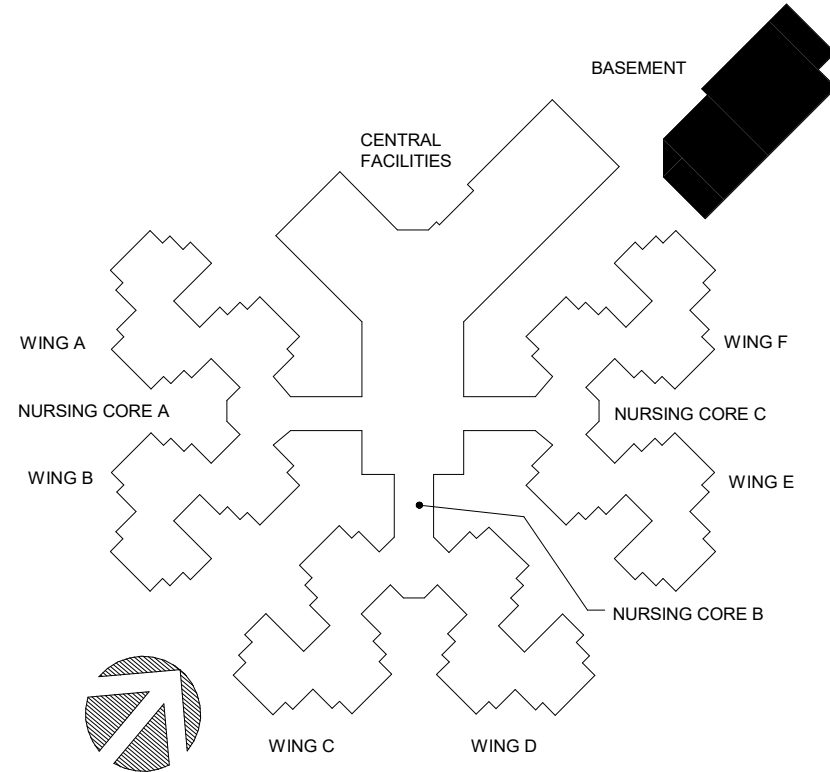 BASEMENT
CENTRAL
FACILITIES
WING A
WING F
NURSING CORE A
NURSING CORE C
WING B
WING E
NURSING CORE B
WING C
WING D